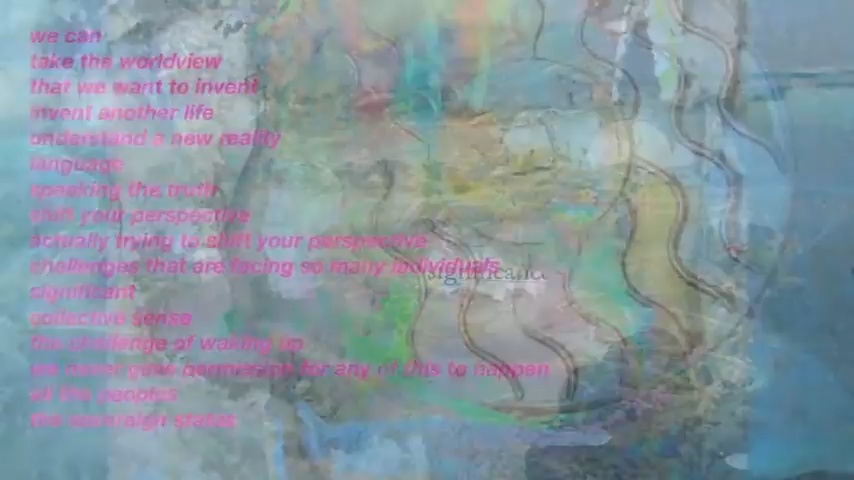 we can
take the worldview
that we want to invent
invent another life
understand a new reality
language
speaking the truth
shift your perspective
actually trying to shift your perspective
challenges that are facing so many individuals
significant
significant
collective sense
the challenge of waking up
we never gave permission for any of this to happen
all the peoples
the sovereign states